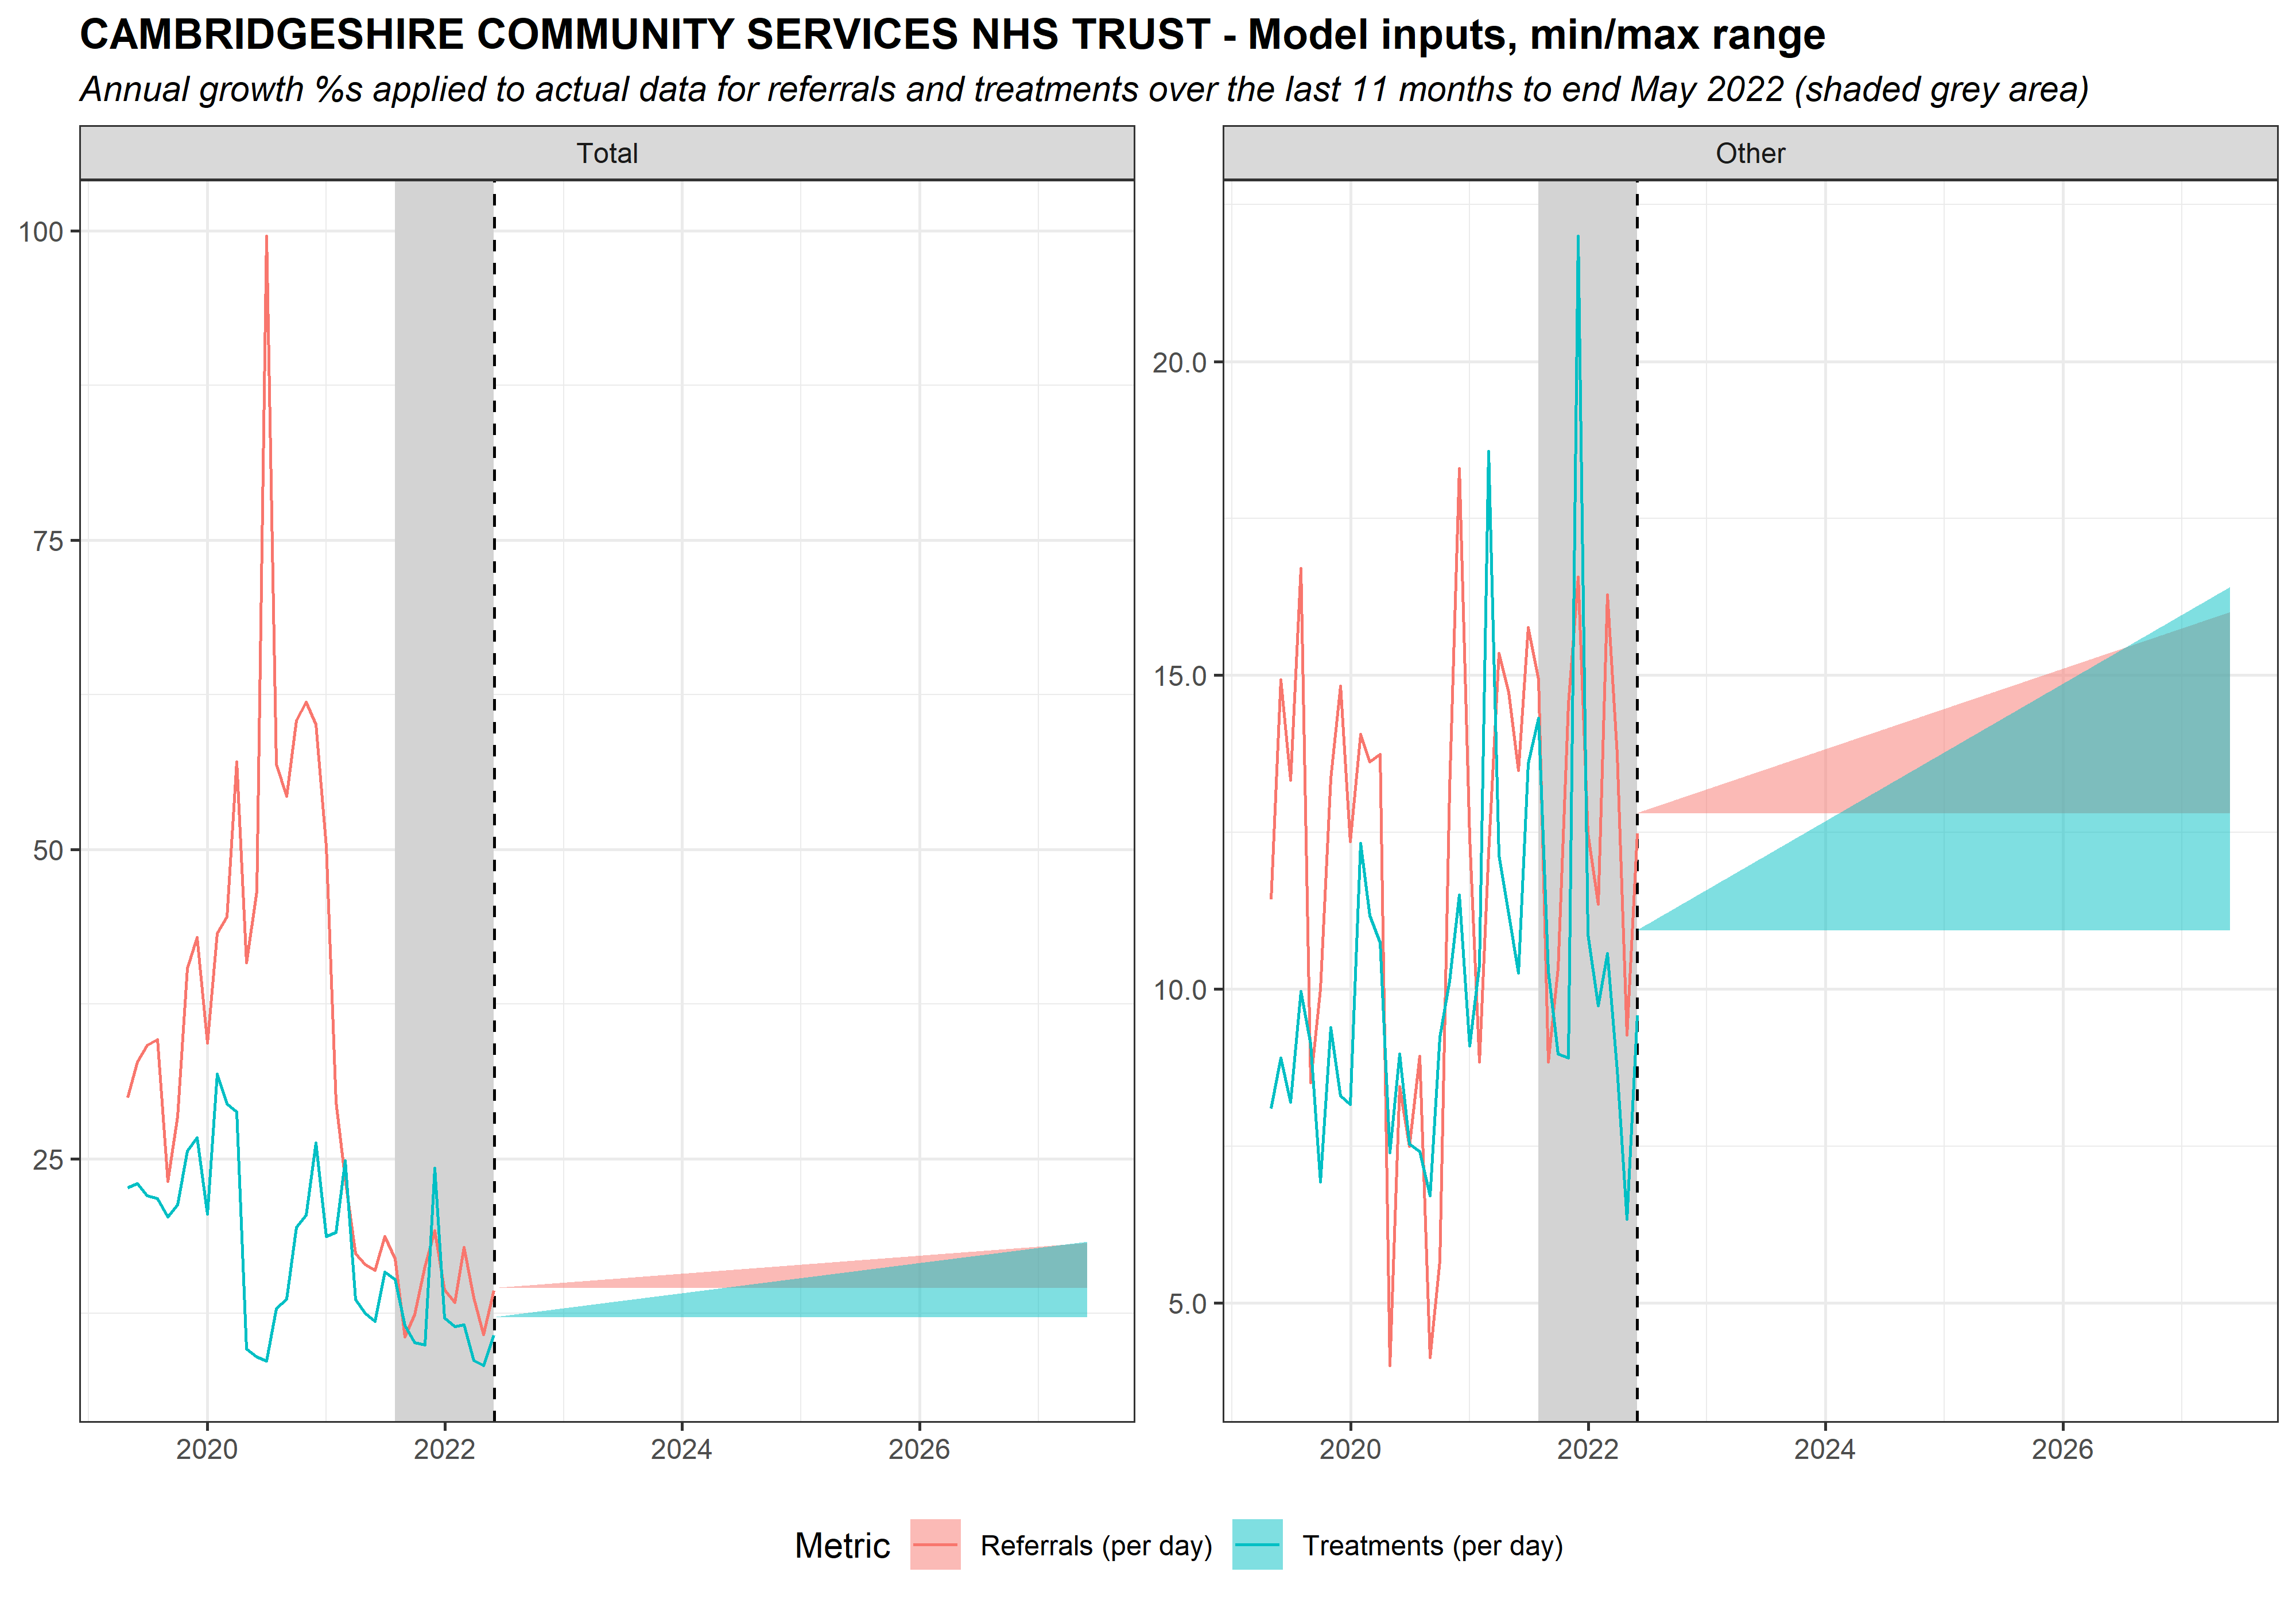 CAMBRIDGESHIRE COMMUNITY SERVICES NHS TRUST - Model inputs, min/max range
Annual growth %s applied to actual data for referrals and treatments over the last 11 months to end May 2022 (shaded grey area)
Total
100
75
50
25
2020 2022 2024 2026
Other
20.0
15.0
10.0
5.0
2020 2022 2024 2026
Metric Referrals (per day) Treatments (per day)